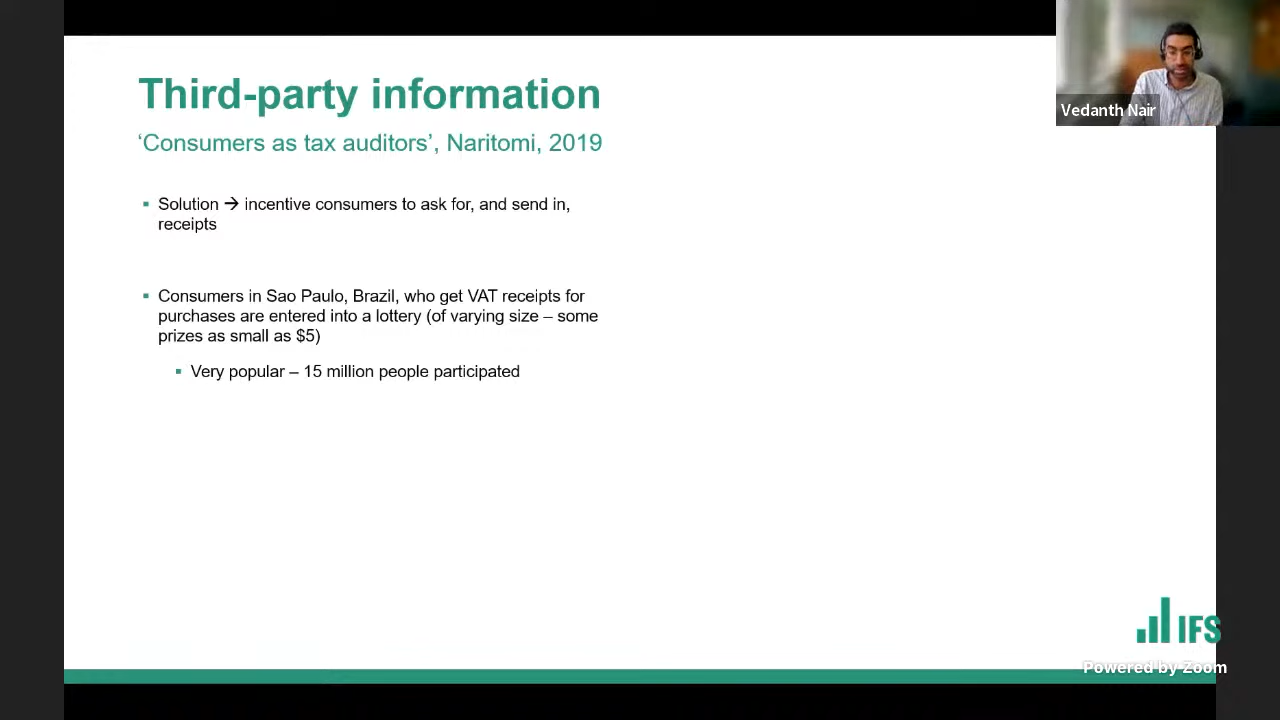 Third-party information
‘Consumers as tax auditors’, Naritomi, 2019
▪ Solution → incentive consumers to ask for, and send in,
receipts
▪ Consumers in Sao Paulo, Brazil, who get VAT receipts for
purchases are entered into a lottery (of varying size – some
prizes as small as $5)
▪ Very popular – 15 million people participated
Vedanth Nair
IFS
Powered by Zoom